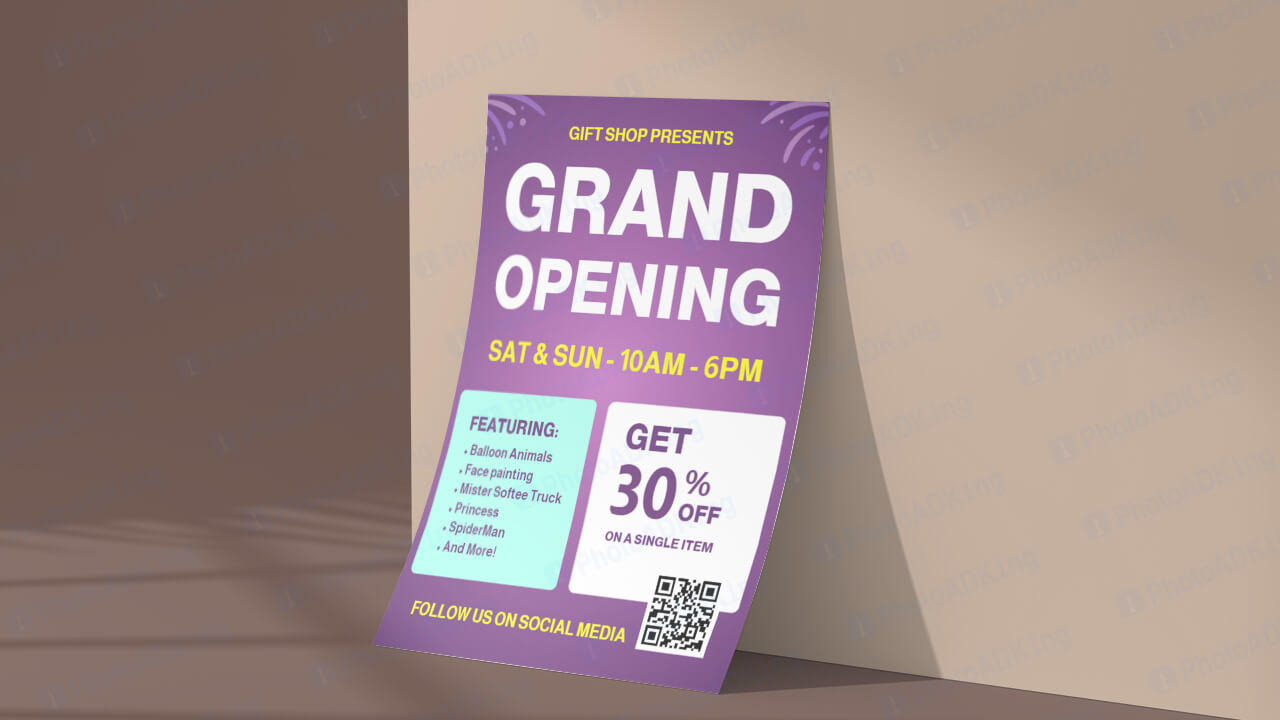 GIFT SHOP PRESENTS
GRAND
OPENING
SAT & SUN - 10AM - 6PM
FEATURING:
• Balloon Animals
• Face painting
• Mister Softee Truck
• Princess
• SpiderMan
• And More!
GET
30%
OFF
ON A SINGLE ITEM
FOLLOW US ON SOCIAL MEDIA
PhotoADKing